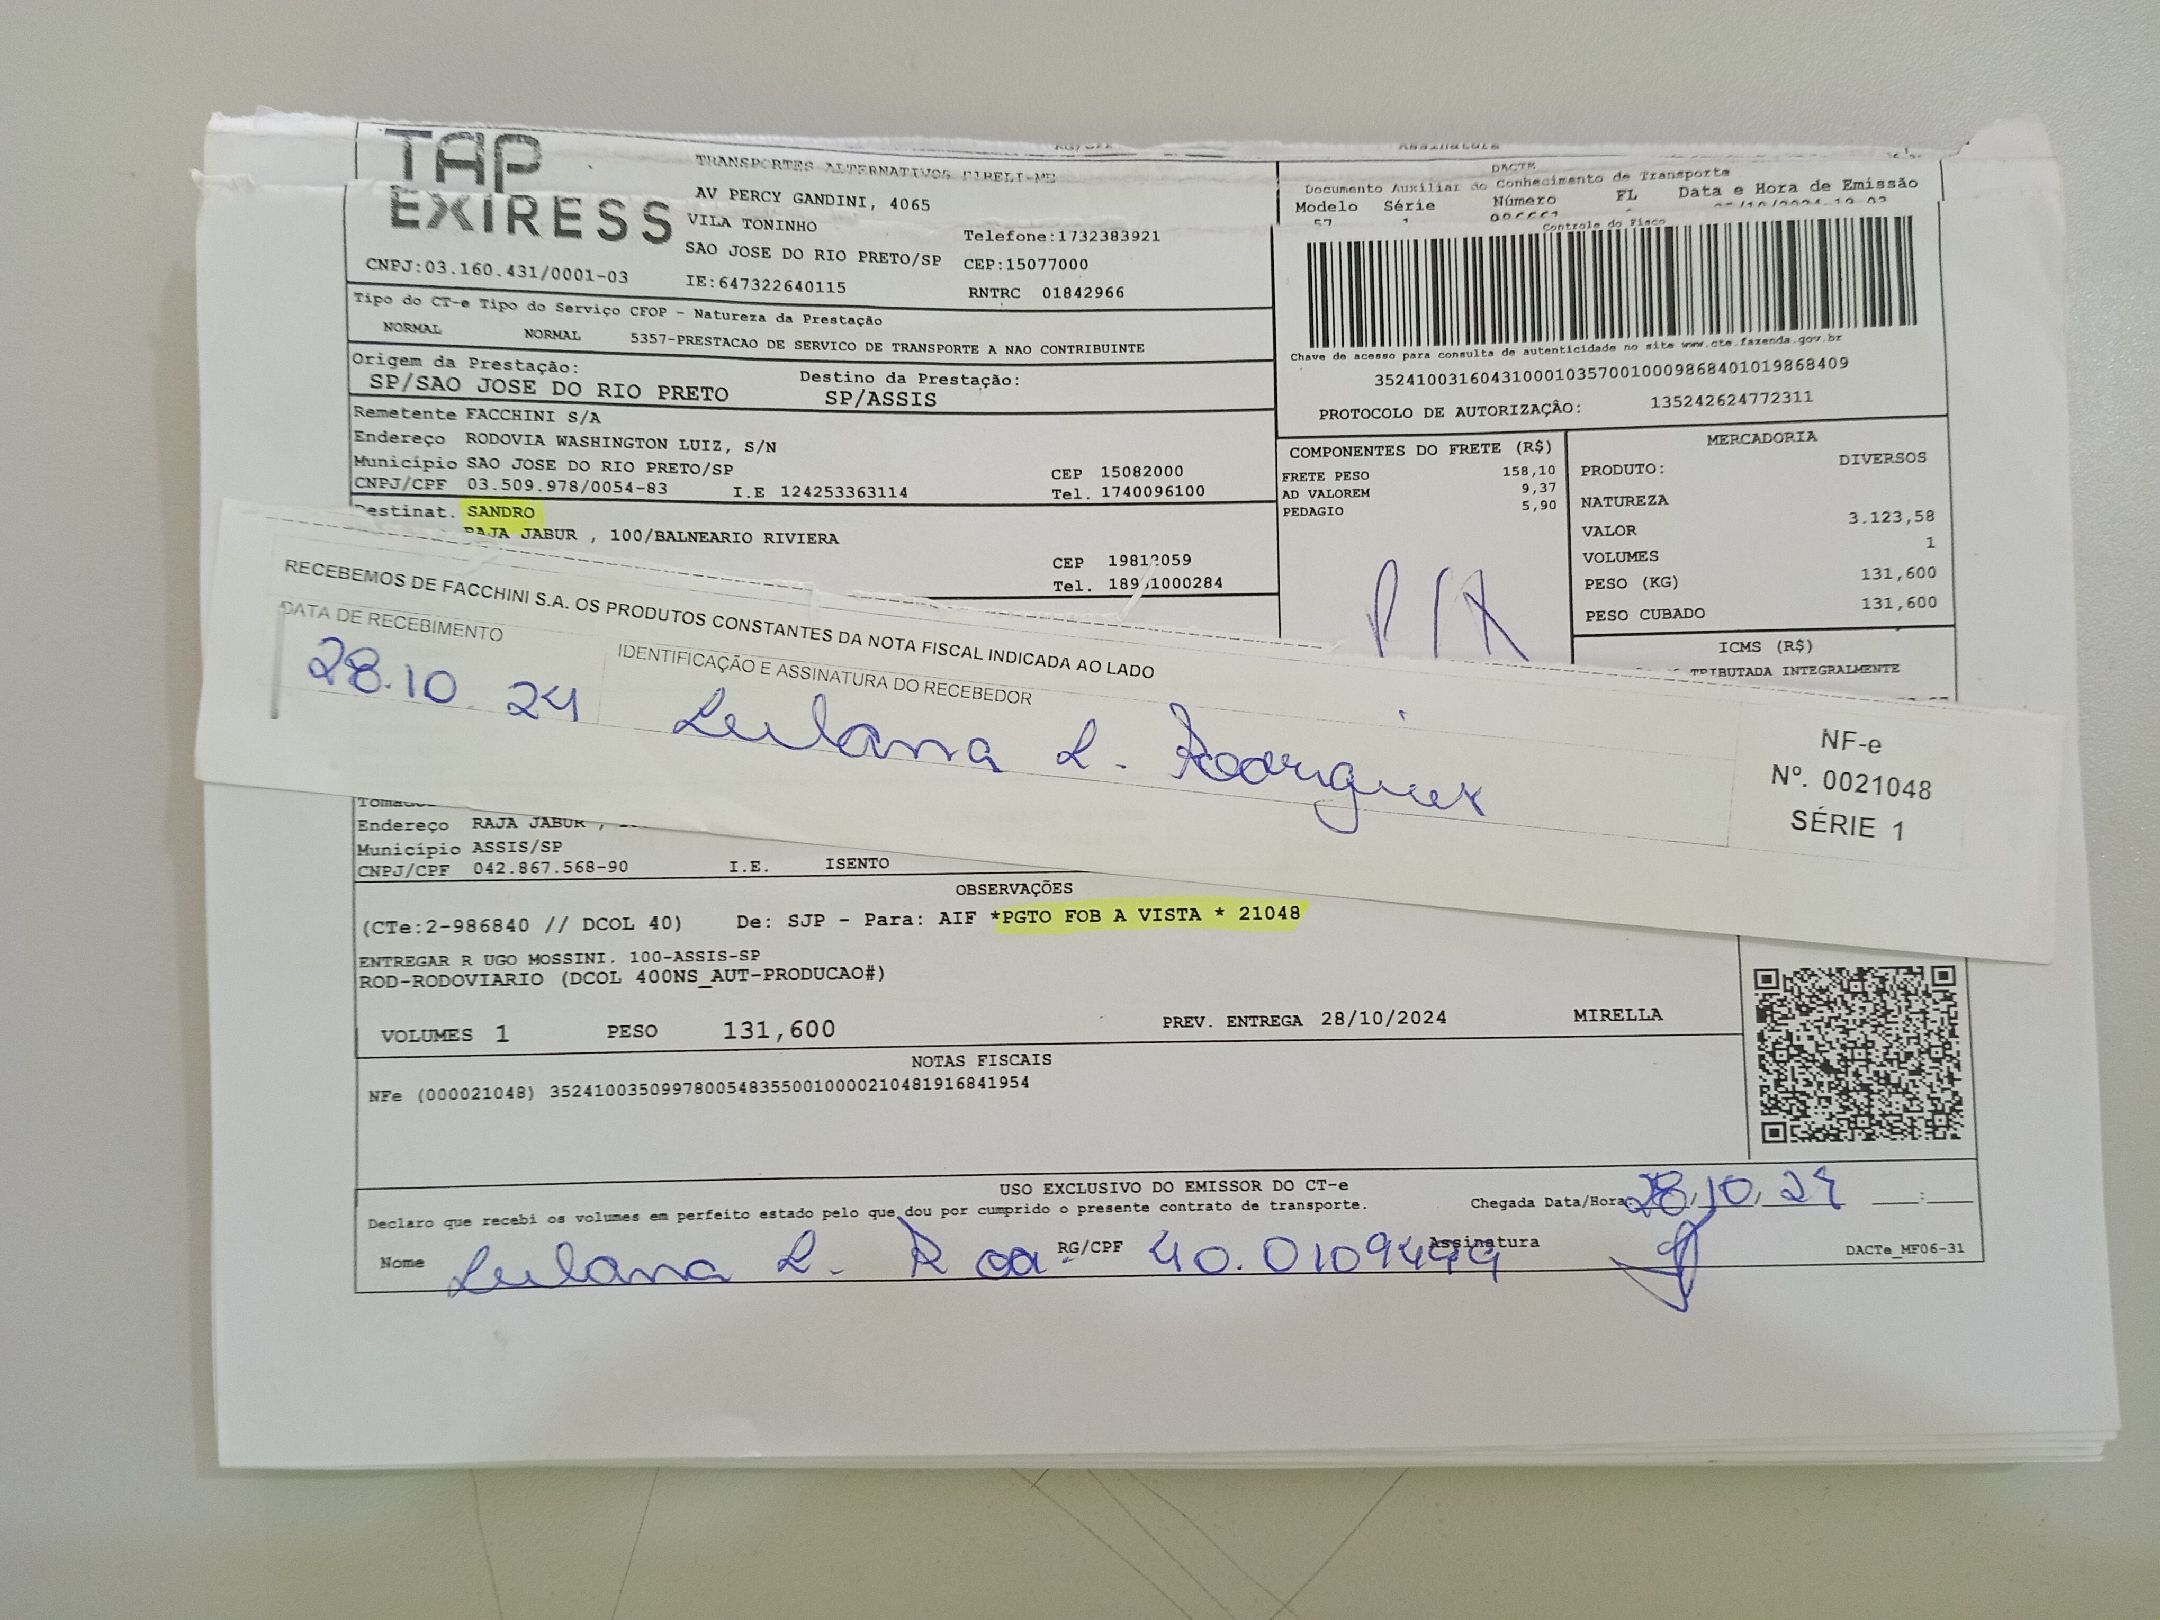 TAP
EXPRESS
TRANSPORTES ALTERNATIVOS EIRELI-ME
AV PERCY GANDINI, 4065
VILA TONINHO
SAO JOSE DO RIO PRETO/SP
Telefone:1732383921
CEP:15077000
CNPJ:03.160.431/0001-03
IE:647322640115
RNTRC 01842966
DACTE
Documento Auxiliar do Conhecimento de Transporte
Modelo Série Número FL Data e Hora de Emissão
57 1
Controle do Fisco
Tipo do CT-e Tipo do Serviço CFOP - Natureza da Prestação
NORMAL NORMAL 5357-PRESTACAO DE SERVICO DE TRANSPORTE A NAO CONTRIBUINTE
Chave de acesso para consulta de autenticidade no site www.cte.fazenda.gov.br
35241003160431000103570010009868401019868409
PROTOCOLO DE AUTORIZAÇÃO: 135242624772311
Origem da Prestação:
SP/SAO JOSE DO RIO PRETO
Destino da Prestação:
SP/ASSIS
Remetente FACCHINI S/A
Endereço RODOVIA WASHINGTON LUIZ, S/N
Município SAO JOSE DO RIO PRETO/SP CEP 15082000
CNPJ/CPF 03.509.978/0054-83 I.E 124253363114 Tel. 1740096100
COMPONENTES DO FRETE (R$)
FRETE PESO 158,10
AD VALOREM 9,37
PEDAGIO 5,90
MERCADORIA
PRODUTO: DIVERSOS
NATUREZA
VALOR 3.123,58
VOLUMES 1
PESO (KG) 131,600
PESO CUBADO 131,600
ICMS (R$)
TRIBUTADA INTEGRALMENTE
Destinat. SANDRO
RAJA JABUR , 100/BALNEARIO RIVIERA
CEP 19812059
Tel. 1000284
PIX
RECEBEMOS DE FACCHINI S.A. OS PRODUTOS CONSTANTES DA NOTA FISCAL INDICADA AO LADO
DATA DE RECEBIMENTO
IDENTIFICAÇÃO E ASSINATURA DO RECEBEDOR
28.10.24 L. Rodrigues
NF-e
Nº. 0021048
SÉRIE 1
Endereço RAJA JABUR ,
Município ASSIS/SP
CNPJ/CPF 042.867.568-90 I.E. ISENTO
OBSERVAÇÕES
(CTe:2-986840 // DCOL 40) De: SJP - Para: AIF *PGTO FOB A VISTA * 21048
ENTREGAR R UGO MOSSINI, 100-ASSIS-SP
ROD-RODOVIARIO (DCOL 400NS_AUT-PRODUCAO#)
VOLUMES 1 PESO 131,600 PREV. ENTREGA 28/10/2024 MIRELLA
NOTAS FISCAIS
NFe (000021048) 35241003509978005483550010000210481916841954
USO EXCLUSIVO DO EMISSOR DO CT-e
Declaro que recebi os volumes em perfeito estado pelo que dou por cumprido o presente contrato de transporte.
Chegada Data/Hora: 28/10/24 __:__
Nome L. RG/CPF 40.0109499 Assinatura
DACTe_MF06-31